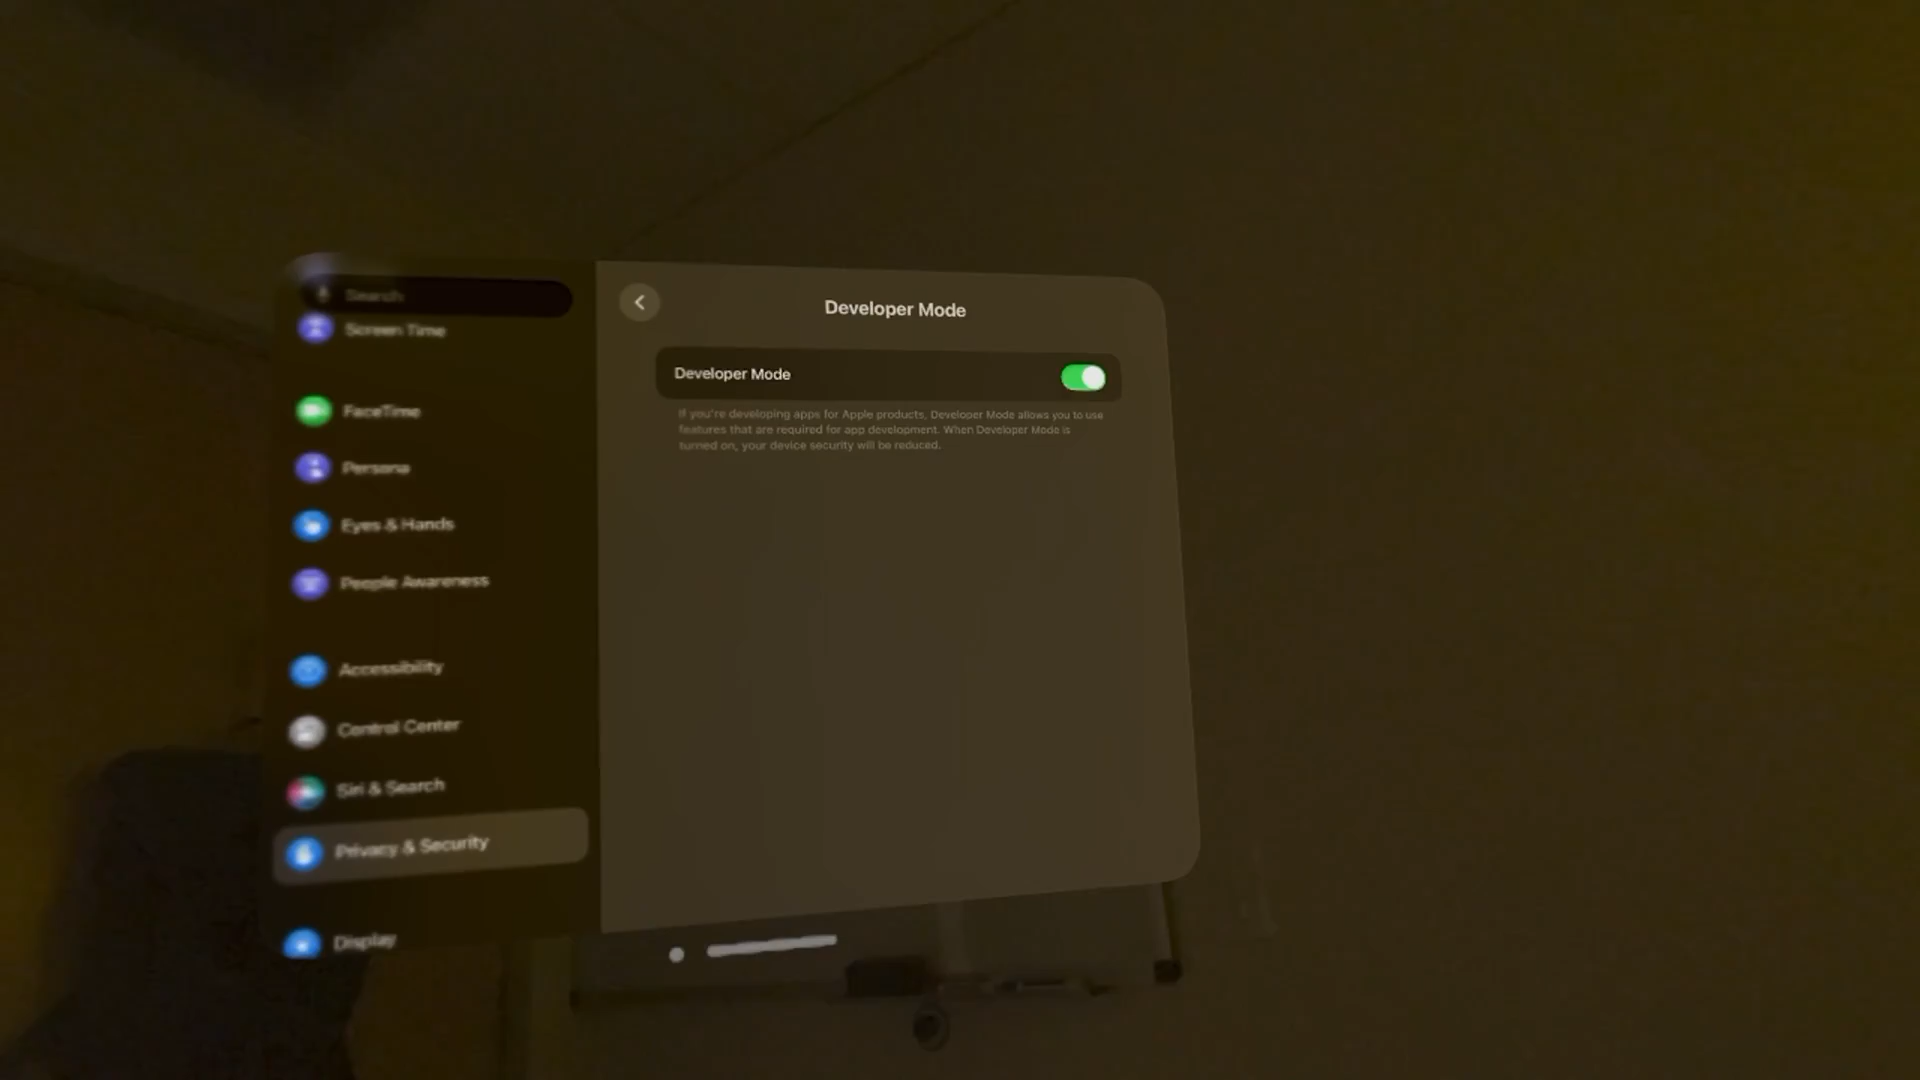 Search
Screen Time
FaceTime
Persona
Eyes & Hands
People Awareness
Accessibility
Control Center
Siri & Search
Privacy & Security
Display
Developer Mode
Developer Mode
If you're developing apps for Apple products, Developer Mode allows you to use
features that are required for app development. When Developer Mode is
turned on, your device security will be reduced.